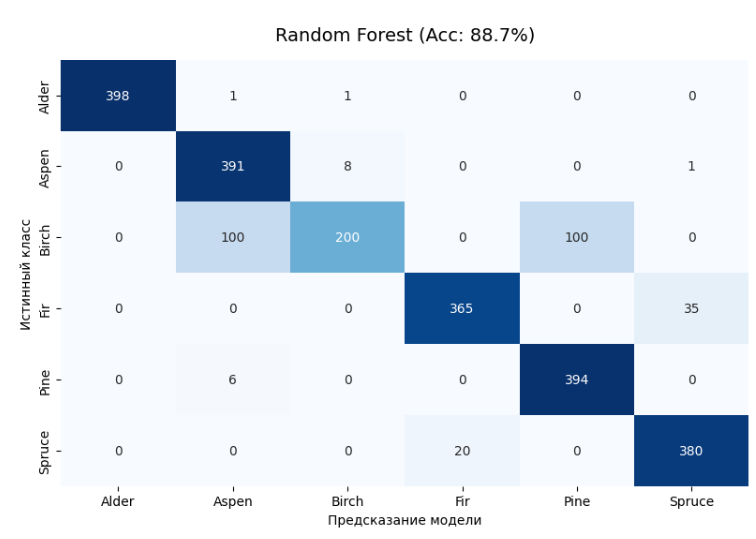 Random Forest (Acc: 88.7%)
Истинный класс
Alder 398 1 1 0 0 0
Aspen 0 391 8 0 0 1
Birch 0 100 200 0 100 0
Fir 0 0 0 365 0 35
Pine 0 6 0 0 394 0
Spruce 0 0 0 20 0 380
Alder Aspen Birch Fir Pine Spruce
Предсказание модели